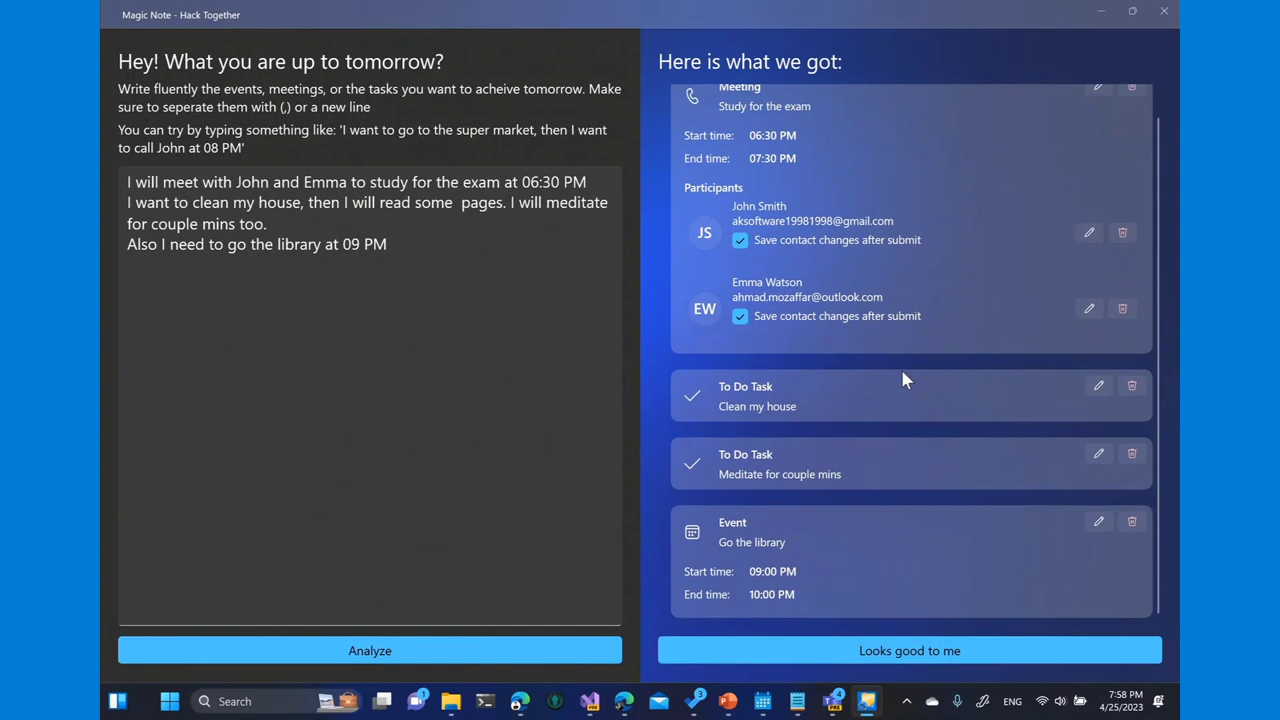 Magic Note - Hack Together
Hey! What you are up to tomorrow?
Write fluently the events, meetings, or the tasks you want to acheive tomorrow. Make
sure to seperate them with (,) or a new line
You can try by typing something like: 'I want to go to the super market, then I want
to call John at 08 PM'
I will meet with John and Emma to study for the exam at 06:30 PM
I want to clean my house, then I will read some pages. I will meditate
for couple mins too.
Also I need to go the library at 09 PM
Analyze
Here is what we got:
Meeting
Study for the exam
Start time: 06:30 PM
End time: 07:30 PM
Participants
John Smith
JS
aksoftware19981998@gmail.com
Save contact changes after submit
Emma Watson
EW
ahmad.mozaffar@outlook.com
Save contact changes after submit
To Do Task
Clean my house
To Do Task
Meditate for couple mins
Event
Go the library
Start time: 09:00 PM
End time: 10:00 PM
Looks good to me
Search
1
3
4
ENG
7:58 PM
4/25/2023